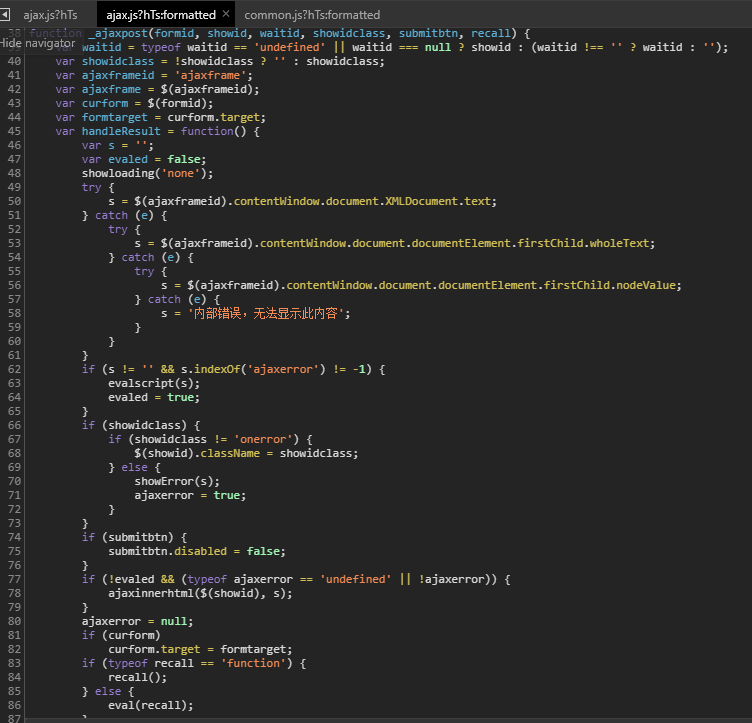 ajax.js?hTs ajax.js?hTs:formatted × common.js?hTs:formatted
38 function _ajaxpost(formid, showid, waitid, showidclass, submitbtn, recall) {
Hide navigator
waitid = typeof waitid == 'undefined' || waitid === null ? showid : (waitid !== '' ? waitid : '');
40     var showidclass = !showidclass ? '' : showidclass;
41     var ajaxframeid = 'ajaxframe';
42     var ajaxframe = $(ajaxframeid);
43     var curform = $(formid);
44     var formtarget = curform.target;
45     var handleResult = function() {
46         var s = '';
47         var evaled = false;
48         showloading('none');
49         try {
50             s = $(ajaxframeid).contentWindow.document.XMLDocument.text;
51         } catch (e) {
52             try {
53                 s = $(ajaxframeid).contentWindow.document.documentElement.firstChild.wholeText;
54             } catch (e) {
55                 try {
56                     s = $(ajaxframeid).contentWindow.document.documentElement.firstChild.nodeValue;
57                 } catch (e) {
58                     s = '内部错误，无法显示此内容';
59                 }
60             }
61         }
62         if (s != '' && s.indexOf('ajaxerror') != -1) {
63             evalscript(s);
64             evaled = true;
65         }
66         if (showidclass) {
67             if (showidclass != 'onerror') {
68                 $(showid).className = showidclass;
69             } else {
70                 showError(s);
71                 ajaxerror = true;
72             }
73         }
74         if (submitbtn) {
75             submitbtn.disabled = false;
76         }
77         if (!evaled && (typeof ajaxerror == 'undefined' || !ajaxerror)) {
78             ajaxinnerhtml($(showid), s);
79         }
80         ajaxerror = null;
81         if (curform)
82             curform.target = formtarget;
83         if (typeof recall == 'function') {
84             recall();
85         } else {
86             eval(recall);
87         }